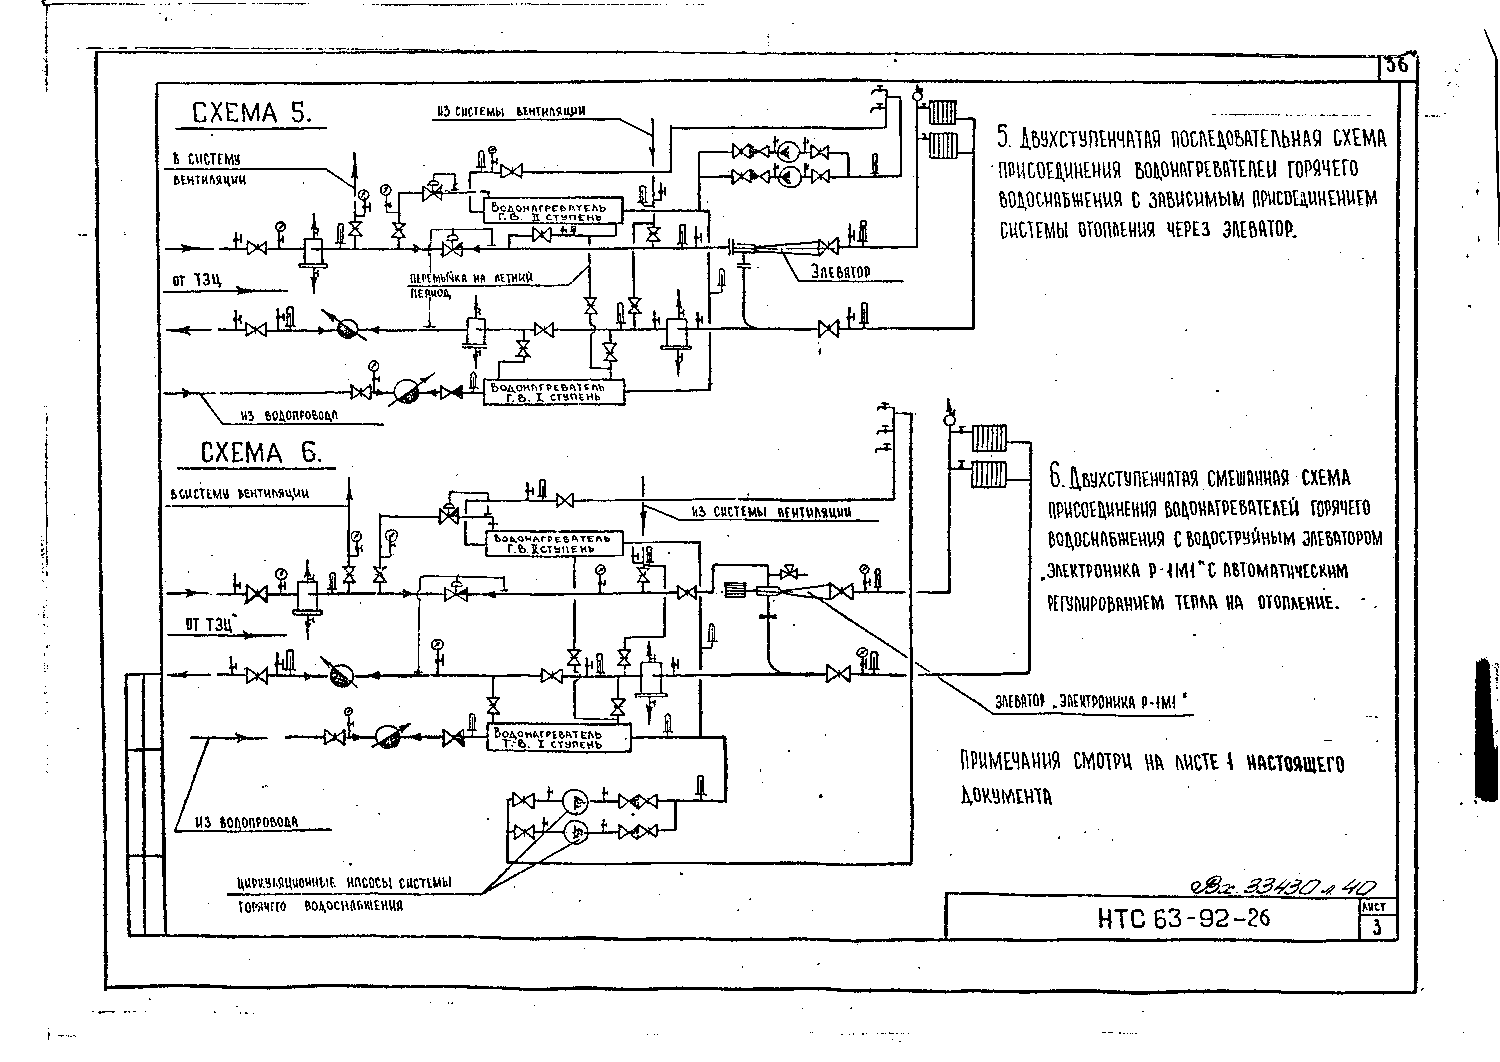 36
СХЕМА 5.
ИЗ СИСТЕМЫ ВЕНТИЛЯЦИИ
В СИСТЕМУ
ВЕНТИЛЯЦИИ
ВОДОНАГРЕВАТЕЛЬ
Г.В. II СТУПЕНЬ
ОТ ТЭЦ
ПЕРЕМЫЧКА НА ЛЕТНИЙ
ПЕРИОД
ЭЛЕВАТОР
ВОДОНАГРЕВАТЕЛЬ
Г.В. I СТУПЕНЬ
ИЗ ВОДОПРОВОДА
5. ДВУХСТУПЕНЧАТАЯ ПОСЛЕДОВАТЕЛЬНАЯ СХЕМА
ПРИСОЕДИНЕНИЯ ВОДОНАГРЕВАТЕЛЕЙ ГОРЯЧЕГО
ВОДОСНАБЖЕНИЯ С ЗАВИСИМЫМ ПРИСОЕДИНЕНИЕМ
СИСТЕМЫ ОТОПЛЕНИЯ ЧЕРЕЗ ЭЛЕВАТОР.
СХЕМА 6.
В СИСТЕМУ ВЕНТИЛЯЦИИ
ИЗ СИСТЕМЫ ВЕНТИЛЯЦИИ
ВОДОНАГРЕВАТЕЛЬ
Г.В. II СТУПЕНЬ
ОТ ТЭЦ
ВОДОНАГРЕВАТЕЛЬ
Г.В. I СТУПЕНЬ
ИЗ ВОДОПРОВОДА
ЦИРКУЛЯЦИОННЫЕ НАСОСЫ СИСТЕМЫ
ГОРЯЧЕГО ВОДОСНАБЖЕНИЯ
6. ДВУХСТУПЕНЧАТАЯ СМЕШАННАЯ СХЕМА
ПРИСОЕДИНЕНИЯ ВОДОНАГРЕВАТЕЛЕЙ ГОРЯЧЕГО
ВОДОСНАБЖЕНИЯ С ВОДОСТРУЙНЫМ ЭЛЕВАТОРОМ
„ЭЛЕКТРОНИКА Р-1М1" С АВТОМАТИЧЕСКИМ
РЕГУЛИРОВАНИЕМ ТЕПЛА НА ОТОПЛЕНИЕ.
ЭЛЕВАТОР „ЭЛЕКТРОНИКА Р-1М1"
ПРИМЕЧАНИЯ СМОТРИ НА ЛИСТЕ 1 НАСТОЯЩЕГО
ДОКУМЕНТА
Вх. 33430 л. 40
НТС 63-92-26
ЛИСТ
3